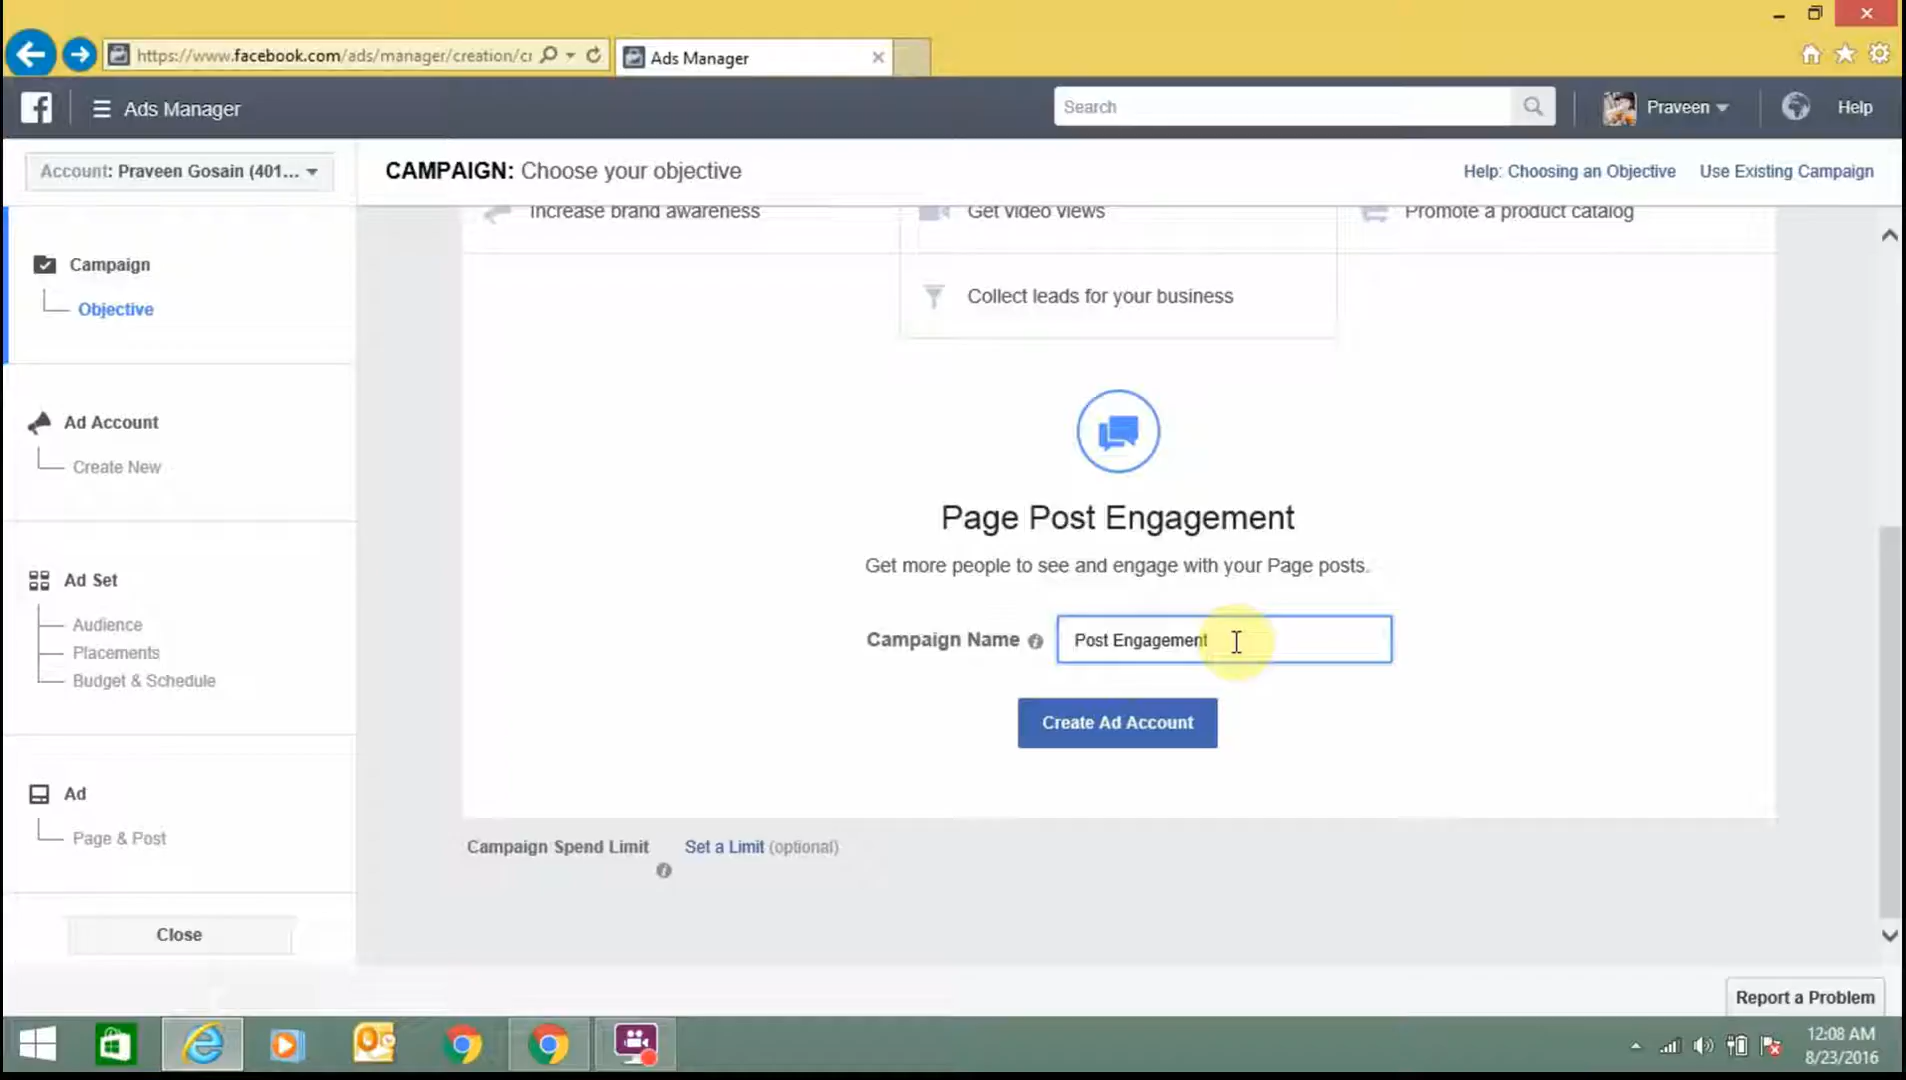 https://www.facebook.com/ads/manager/creation/cr
Ads Manager
Ads Manager
Search
Praveen
Help
Account: Praveen Gosain (401...
CAMPAIGN: Choose your objective
Help: Choosing an Objective
Use Existing Campaign
Increase brand awareness
Get video views
Promote a product catalog
Campaign
Objective
Collect leads for your business
Ad Account
Create New
Page Post Engagement
Get more people to see and engage with your Page posts.
Ad Set
Audience
Placements
Budget & Schedule
Campaign Name
Post Engagement
Create Ad Account
Ad
Page & Post
Campaign Spend Limit
Set a Limit (optional)
Close
Report a Problem
12:08 AM
8/23/2016